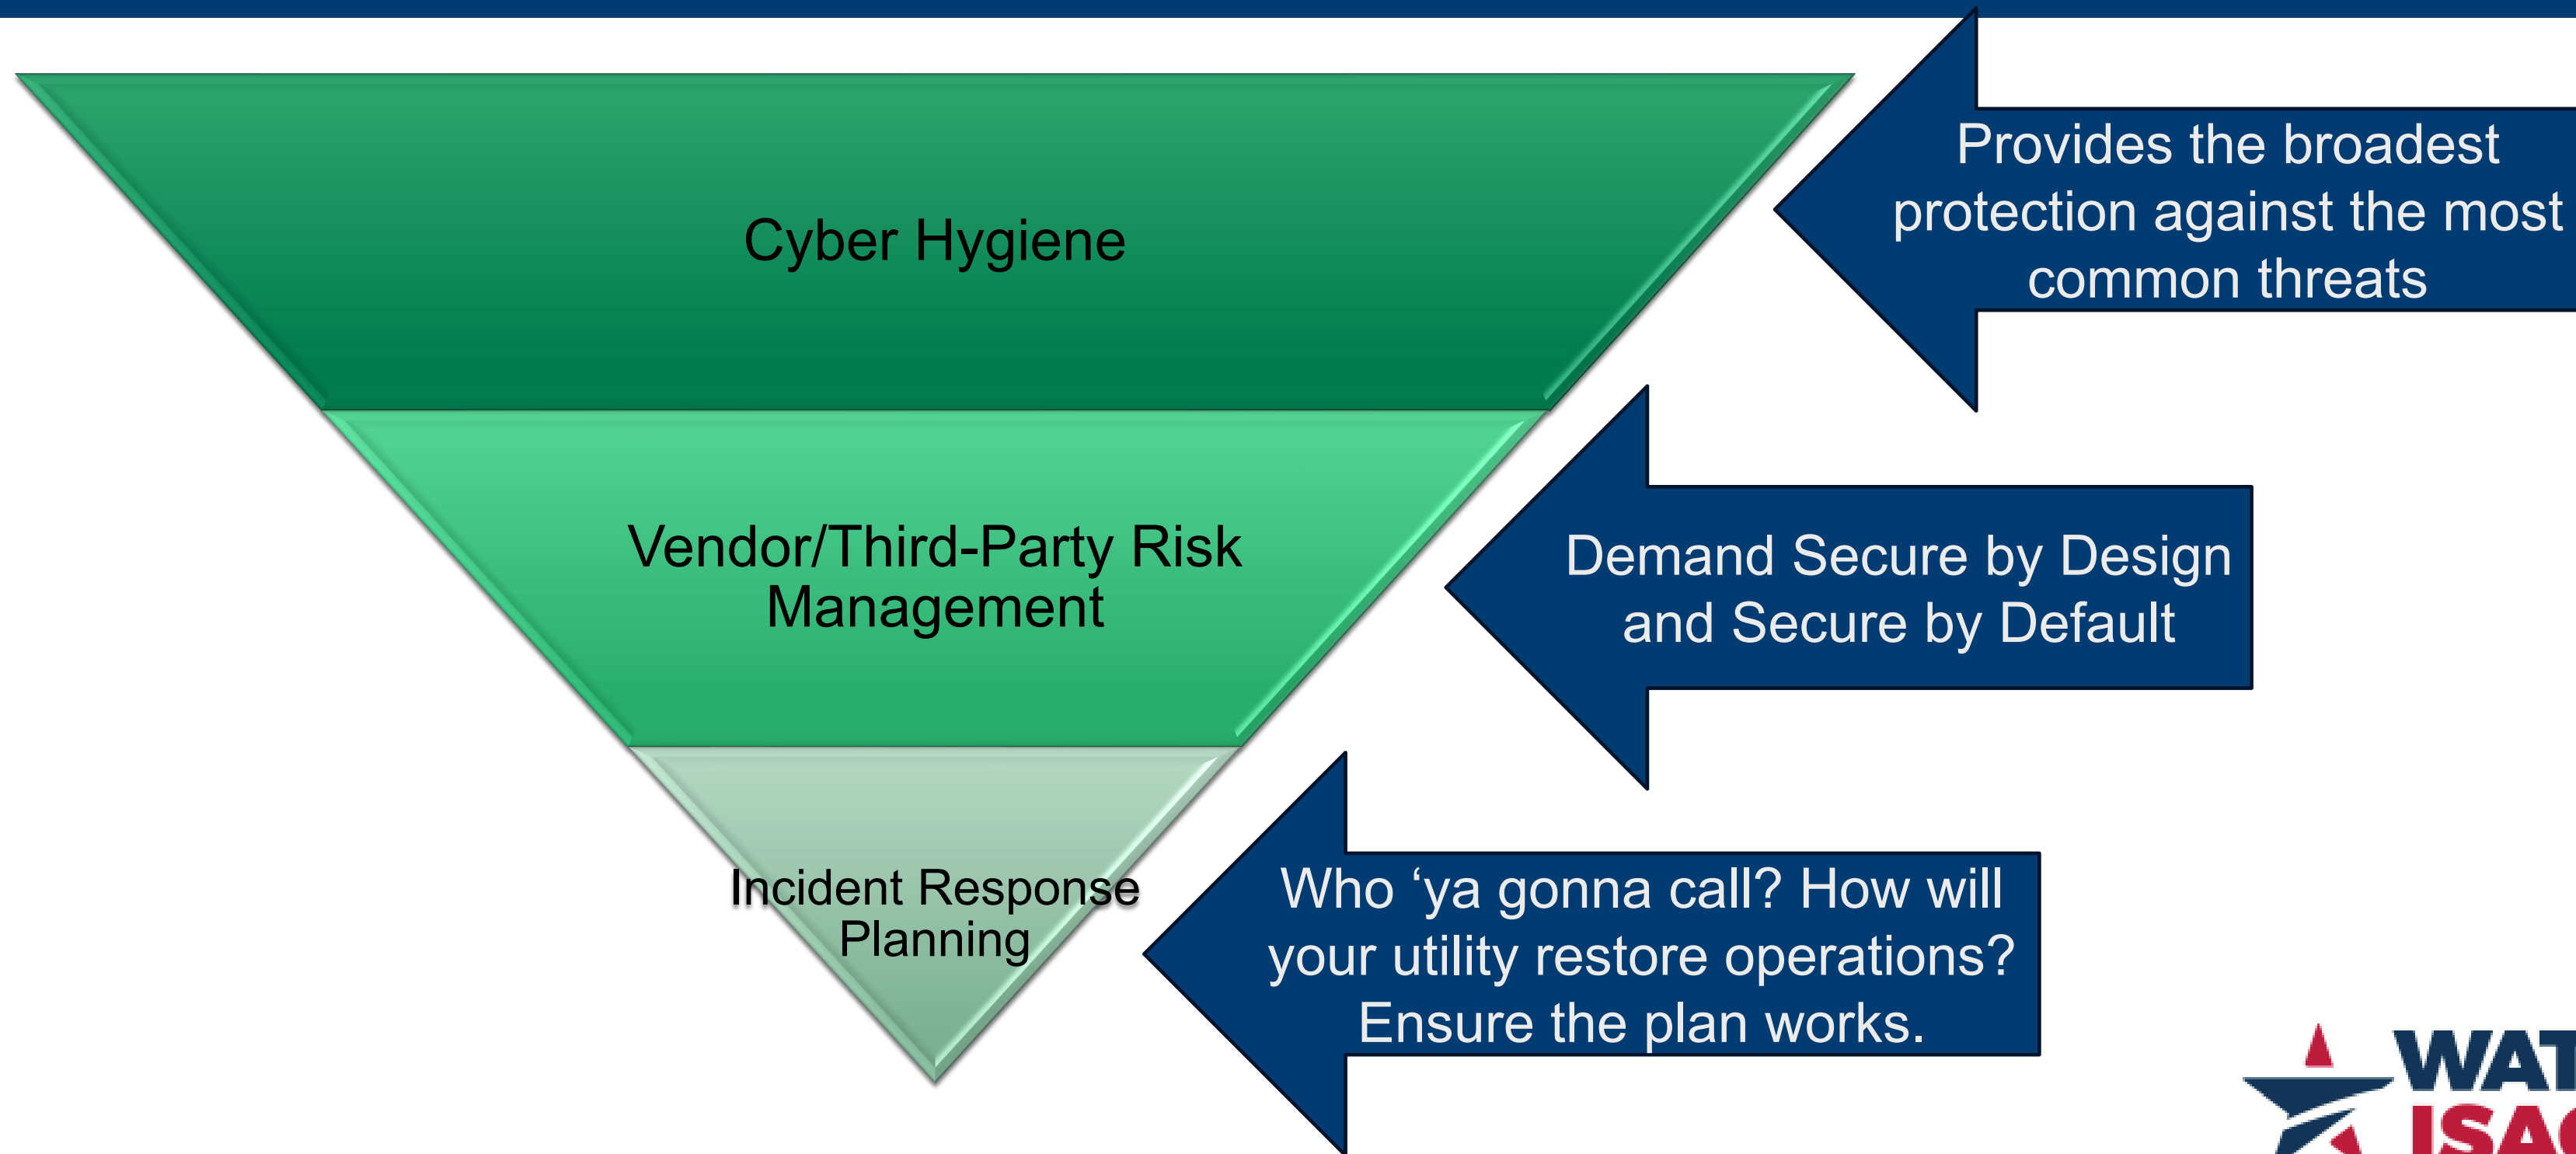 Cyber Hygiene
Provides the broadest
protection against the most
common threats
Vendor/Third-Party Risk
Management
Demand Secure by Design
and Secure by Default
Incident Response
Planning
Who ‘ya gonna call? How will
your utility restore operations?
Ensure the plan works.
WAT
ISAC